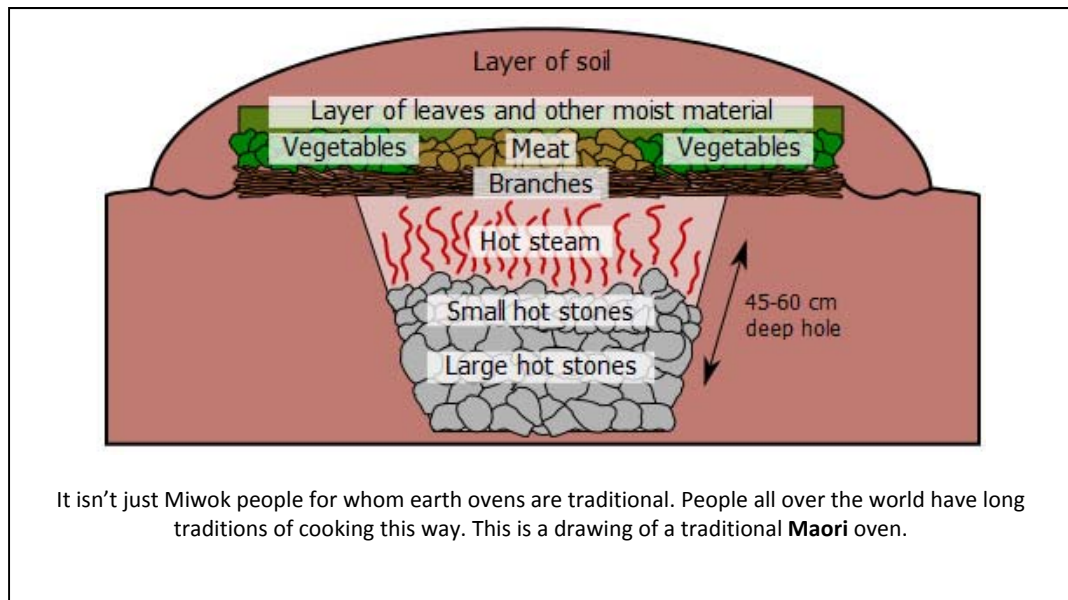 Layer of soil
Layer of leaves and other moist material
Vegetables Meat Vegetables
Branches
Hot steam
Small hot stones
45-60 cm
deep hole
Large hot stones
It isn’t just Miwok people for whom earth ovens are traditional. People all over the world have long
traditions of cooking this way. This is a drawing of a traditional Maori oven.